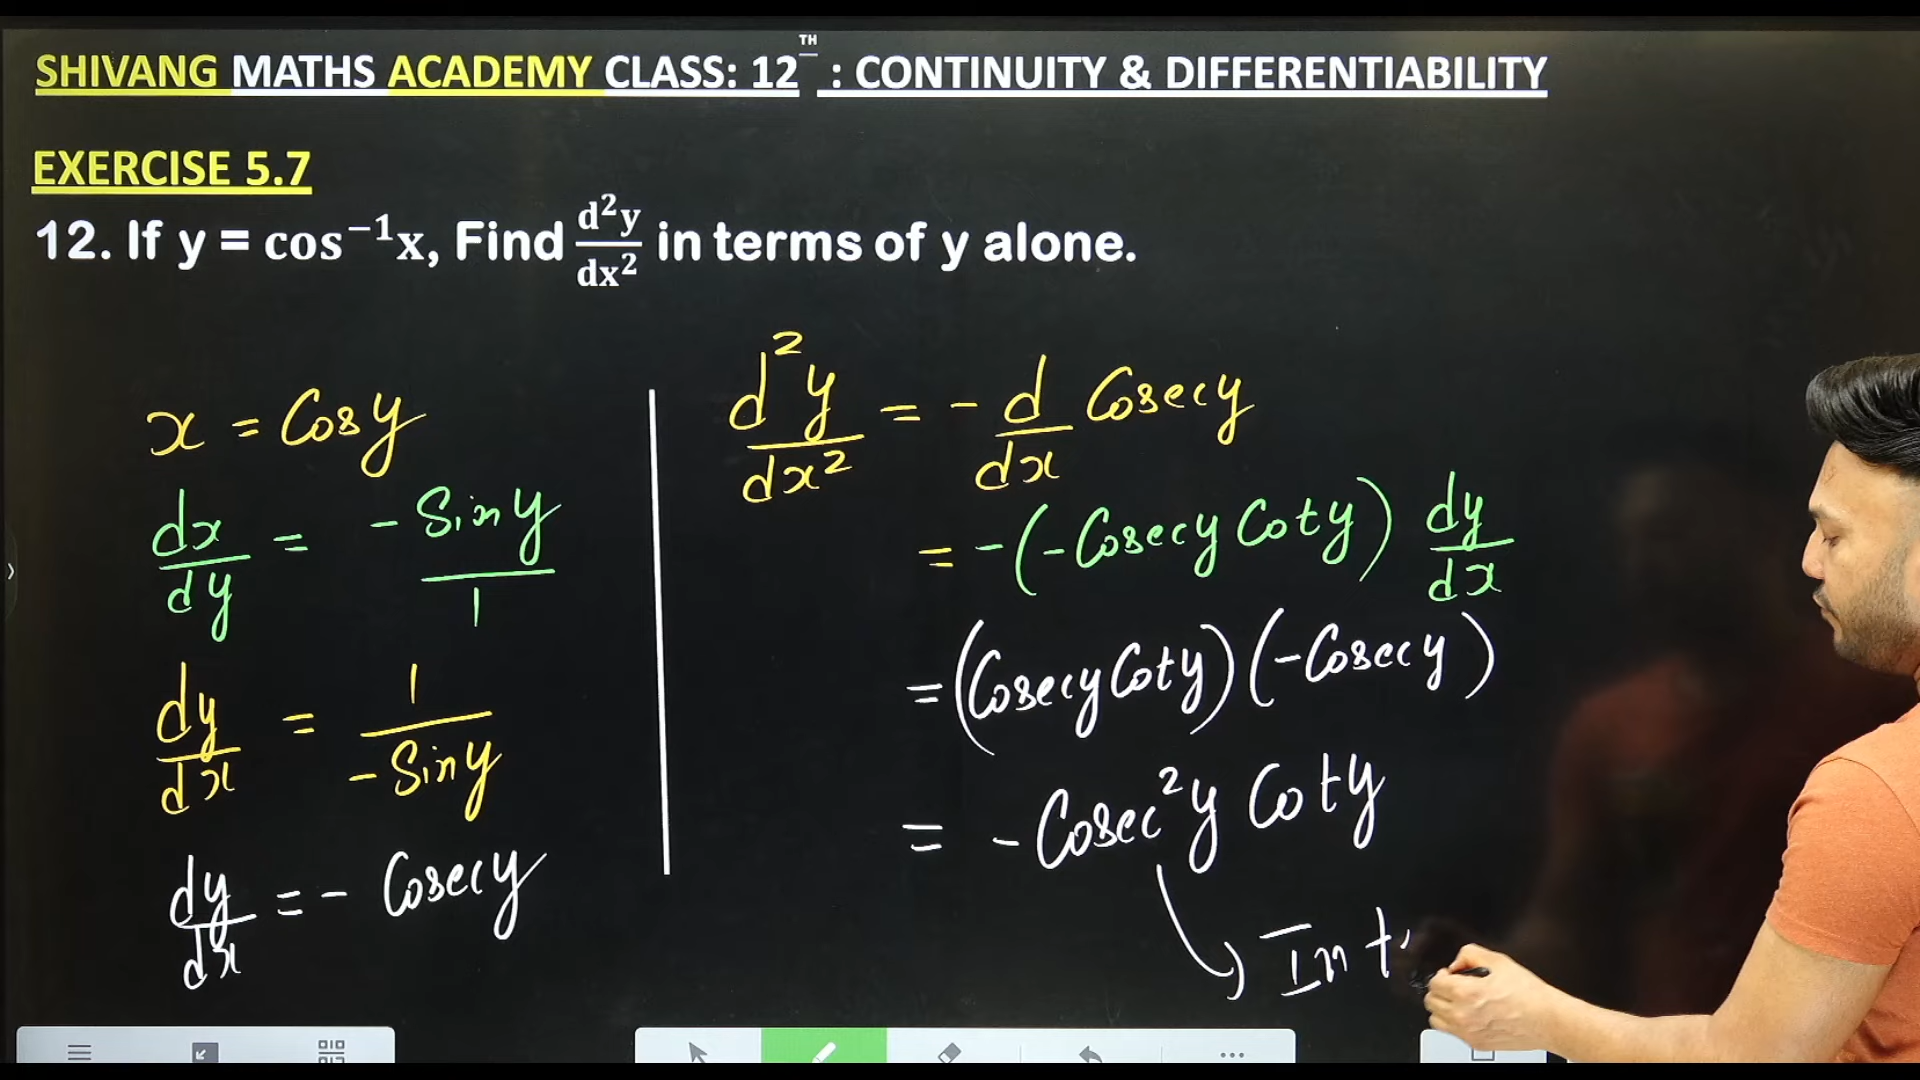 SHIVANG MATHS ACADEMY CLASS: 12TH : CONTINUITY & DIFFERENTIABILITY
EXERCISE 5.7
12. If y = cos⁻¹x, Find d²y/dx² in terms of y alone.
x = Cosy
dx/dy = -Siny/1
dy/dx = 1/-Siny
dy/dx = - Cosecy
d²y/dx² = - d/dx Cosecy
= -(-Cosecy Coty) dy/dx
= (Cosecy Coty) (-Cosecy)
= - Cosec²y Coty
In t